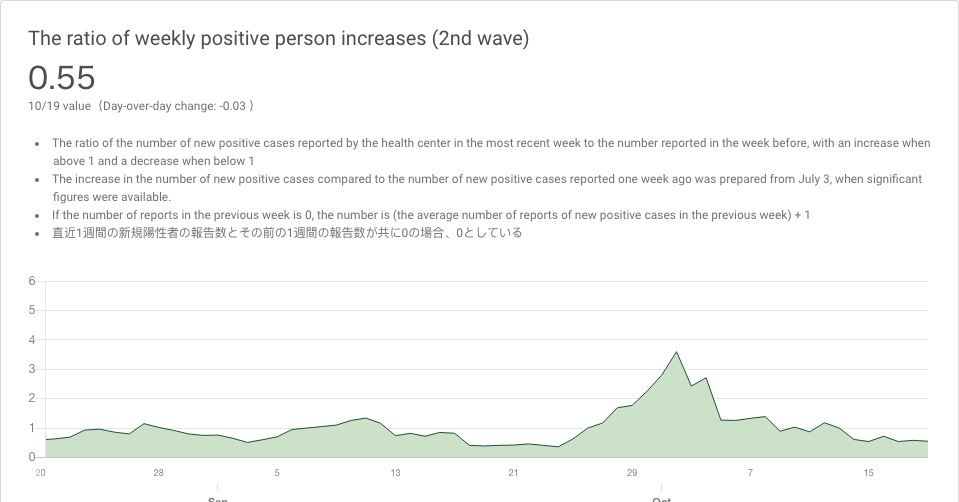 The ratio of weekly positive person increases (2nd wave)
0.55
10/19 value （Day-over-day change: -0.03 ）
• The ratio of the number of new positive cases reported by the health center in the most recent week to the number reported in the week before, with an increase when
above 1 and a decrease when below 1
• The increase in the number of new positive cases compared to the number of new positive cases reported one week ago was prepared from July 3, when significant
figures were available.
• If the number of reports in the previous week is 0, the number is (the average number of reports of new positive cases in the previous week) + 1
• 直近1週間の新規陽性者の報告数とその前の1週間の報告数が共に0の場合、0としている
6
5
4
3
2
1
0
20 28 5 13 21 29 7 15
Sep Oct